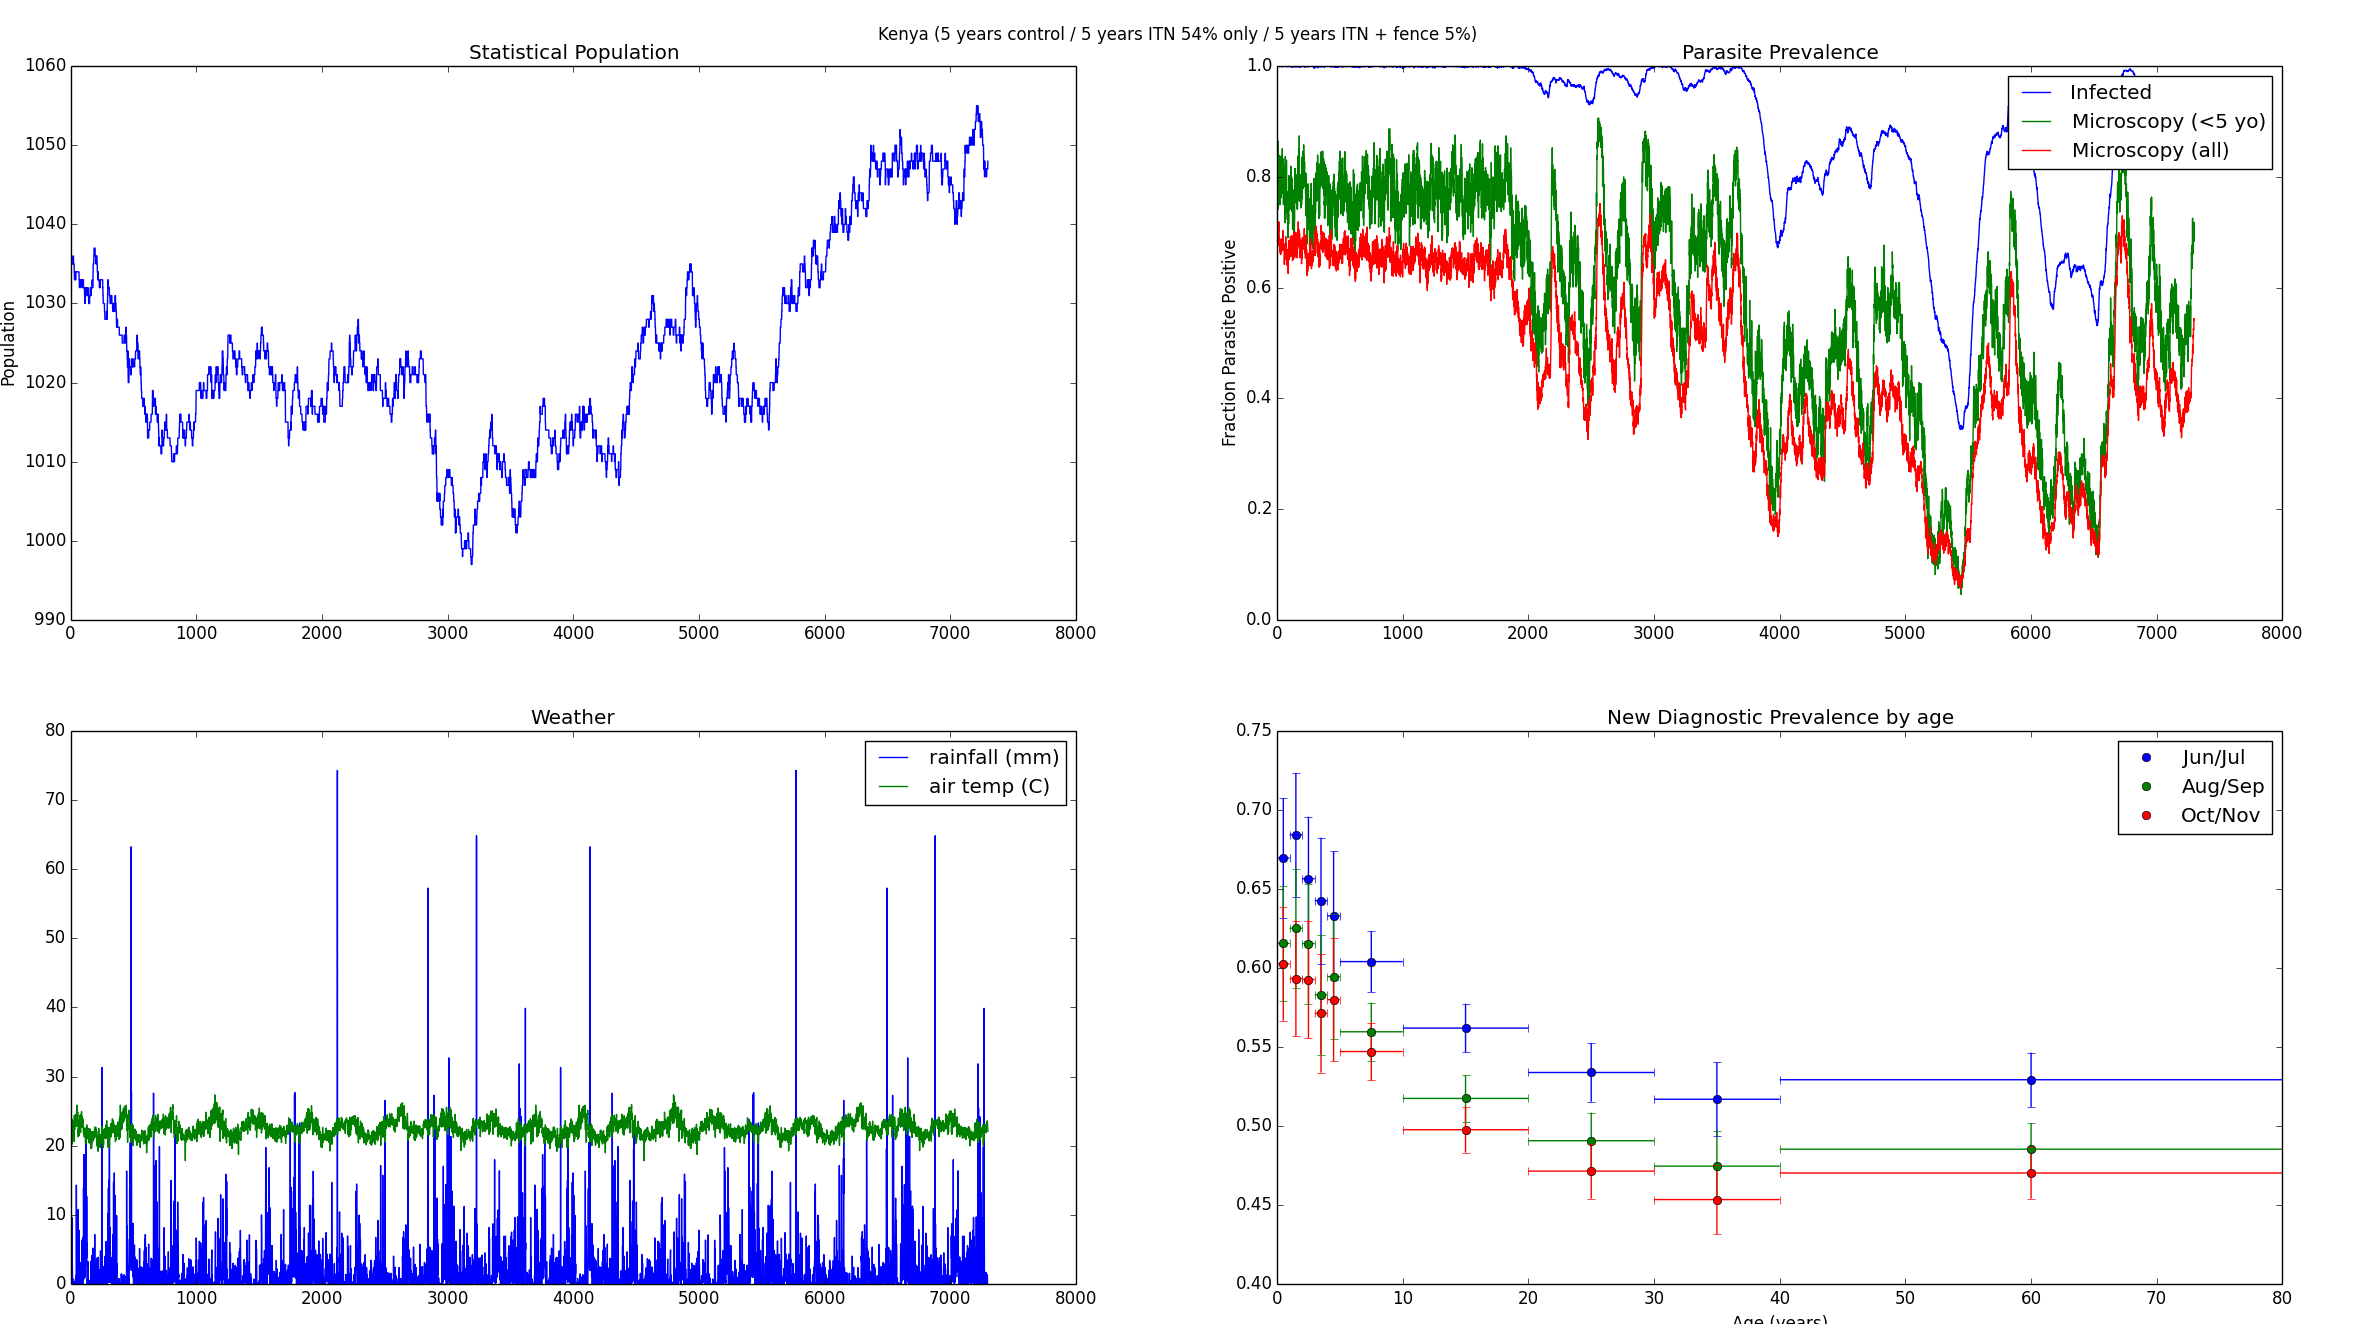 Kenya (5 years control / 5 years ITN 54% only / 5 years ITN + fence 5%)
Statistical Population
1060
1050
1040
1030
1020
1010
1000
990
Population
0 1000 2000 3000 4000 5000 6000 7000 8000
Parasite Prevalence
1.0
0.8
0.6
0.4
0.2
0.0
Fraction Parasite Positive
Infected
Microscopy (<5 yo)
Microscopy (all)
0 1000 2000 3000 4000 5000 6000 7000 8000
Weather
80
70
60
50
40
30
20
10
0
rainfall (mm)
air temp (C)
0 1000 2000 3000 4000 5000 6000 7000 8000
New Diagnostic Prevalence by age
0.75
0.70
0.65
0.60
0.55
0.50
0.45
0.40
Jun/Jul
Aug/Sep
Oct/Nov
0 10 20 30 40 50 60 70 80
Age (years)